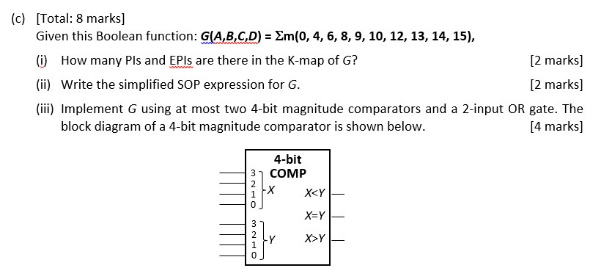 (c) [Total: 8 marks]
Given this Boolean function: G(A,B,C,D) = Σm(0, 4, 6, 8, 9, 10, 12, 13, 14, 15),
(i) How many PIs and EPIs are there in the K-map of G? [2 marks]
(ii) Write the simplified SOP expression for G. [2 marks]
(iii) Implement G using at most two 4-bit magnitude comparators and a 2-input OR gate. The
block diagram of a 4-bit magnitude comparator is shown below. [4 marks]
4-bit
COMP
3
2
1
0
X
X<Y
X=Y
3
2
1
0
Y
X>Y